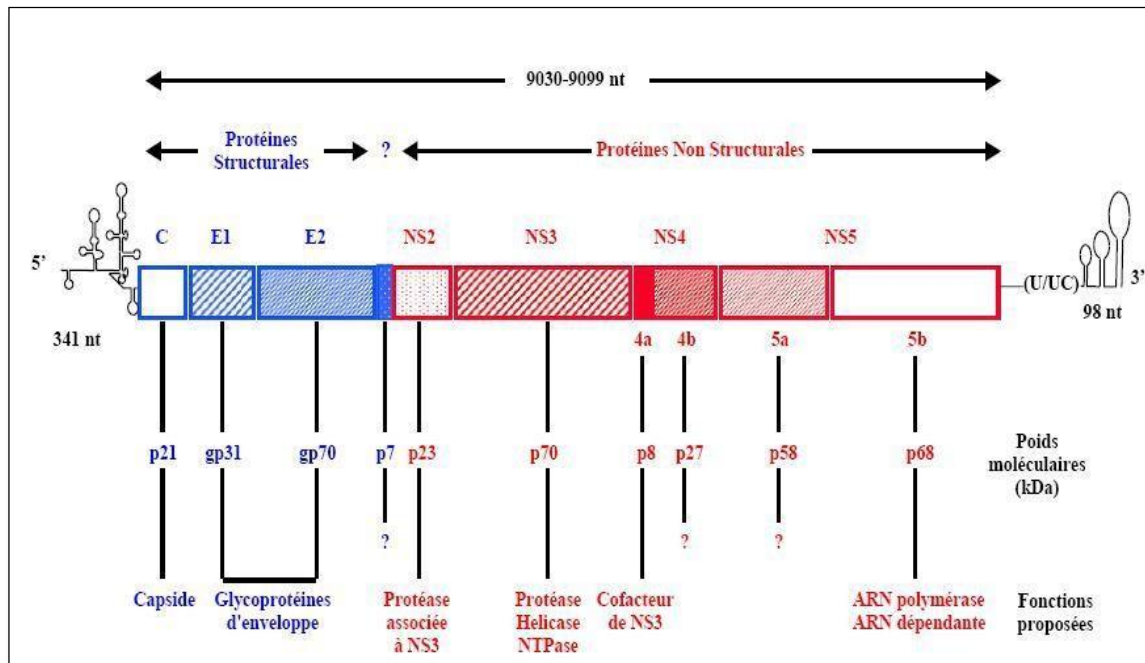 9030-9099 nt
Protéines
Structurales
?
Protéines Non Structurales
C E1 E2 NS2 NS3 NS4 NS5
5’
(U/UC)
3’
341 nt
98 nt
4a 4b 5a 5b
p21 gp31 gp70 p7 p23 p70 p8 p27 p58 p68
Poids
moléculaires
(kDa)
? ? ?
Capside
Glycoprotéines
d'enveloppe
Protéase
associée
à NS3
Protéase
Helicase
NTPase
Cofacteur
de NS3
ARN polymérase
ARN dépendante
Fonctions
proposées